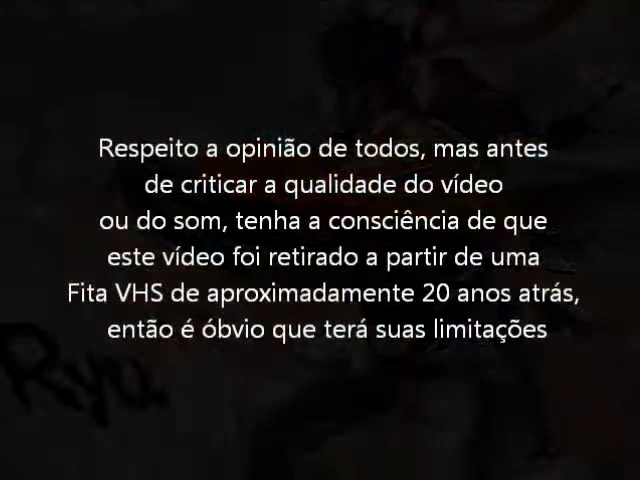 Respeito a opinião de todos, mas antes
de criticar a qualidade do vídeo
ou do som, tenha a consciência de que
este vídeo foi retirado a partir de uma
Fita VHS de aproximadamente 20 anos atrás,
então é óbvio que terá suas limitações
Ryu